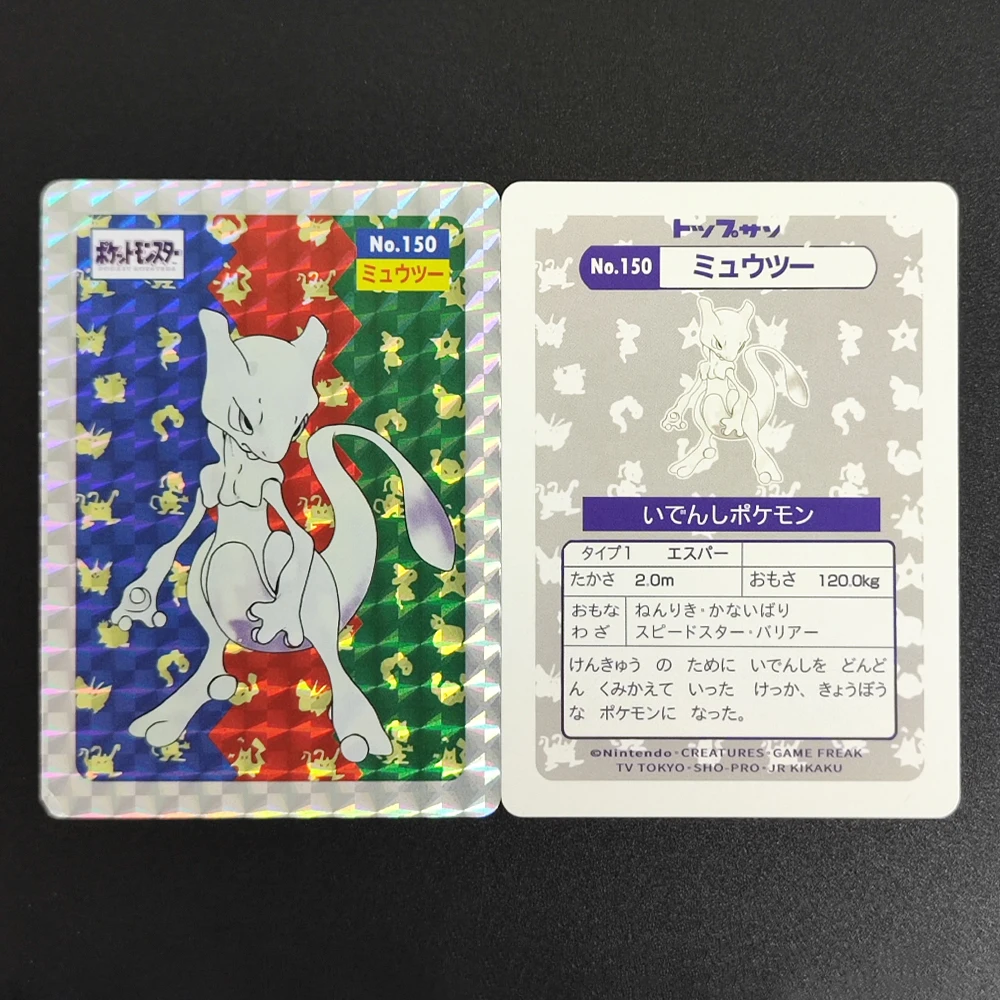 ポケットモンスター
POCKET MONSTERS
No.150
ミュウツー
トップサン
No.150 ミュウツー
いでんしポケモン
タイプ1 エスパー
たかさ 2.0m おもさ 120.0kg
おもな ねんりき・かなしばり
わざ スピードスター・バリアー
けんきゅう の ために いでんしを どんど
ん くみかえて いった けっか、きょうぼう
な ポケモンに なった。
©Nintendo・CREATURES・GAME FREAK
TV TOKYO・SHO-PRO・JR KIKAKU